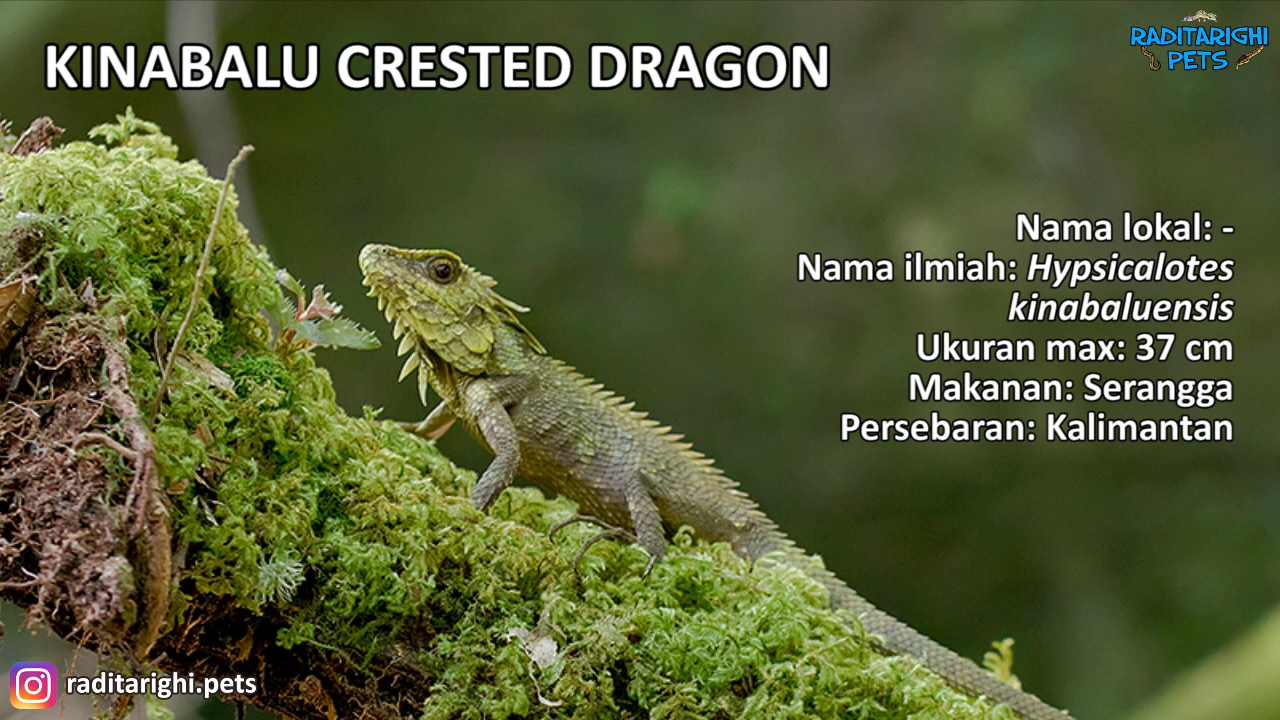 KINABALU CRESTED DRAGON
RADITARIGHI
PETS
Nama lokal: -
Nama ilmiah: Hypsicalotes
kinabaluensis
Ukuran max: 37 cm
Makanan: Serangga
Persebaran: Kalimantan
raditarighi.pets